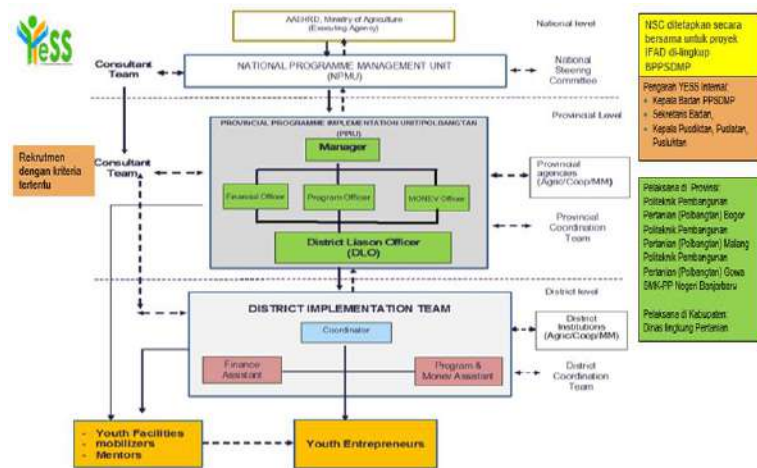 YESS
AAEHRD, Ministry of Agriculture
(Executing Agency)
National level
NATIONAL PROGRAMME MANAGEMENT UNIT
(NPMU)
Consultant
Team
National
Steering
Committee
NSC ditetapkan secara
bersama untuk proyek
IFAD di-lingkup
BPPSDMP
Pengarah YESS Internal:
• Kepala Badan PPSDMP
• Sekretaris Badan,
• Kepala Pusdiktan, Puslatan,
Pusluhtan
Provincial Level
PROVINCIAL PROGRAMME IMPLEMENTATION UNIT/POLBANGTAN
(PPIU)
Manager
Financial Officer
Program Officer
MONEV Officer
District Liason Officer
(DLO)
Rekrutmen
dengan kriteria
tertentu
Consultant
Team
Provincial
agencies
(Agric/Coop/MM)
Provincial
Coordination
Team
Pelaksana di Provinsi:
Politeknik Pembangunan
Pertanian (Polbangtan) Bogor
Politeknik Pembangunan
Pertanian (Polbangtan) Malang
Politeknik Pembangunan
Pertanian (Polbangtan) Gowa
SMK-PP Negeri Banjarbaru
Pelaksana di Kabupaten:
Dinas lingkup Pertanian
District level
DISTRICT IMPLEMENTATION TEAM
Coordinator
Finance
Assistant
Program &
Monev Assistant
District
Institutions
(Agric/Coop/MM)
District
Coordination
Team
- Youth Facilities
- mobilizers
- Mentors
Youth Entrepreneurs